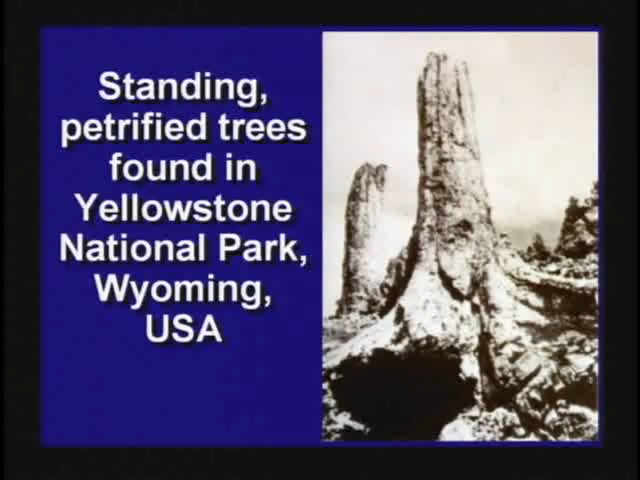 Standing,
petrified trees
found in
Yellowstone
National Park,
Wyoming,
USA